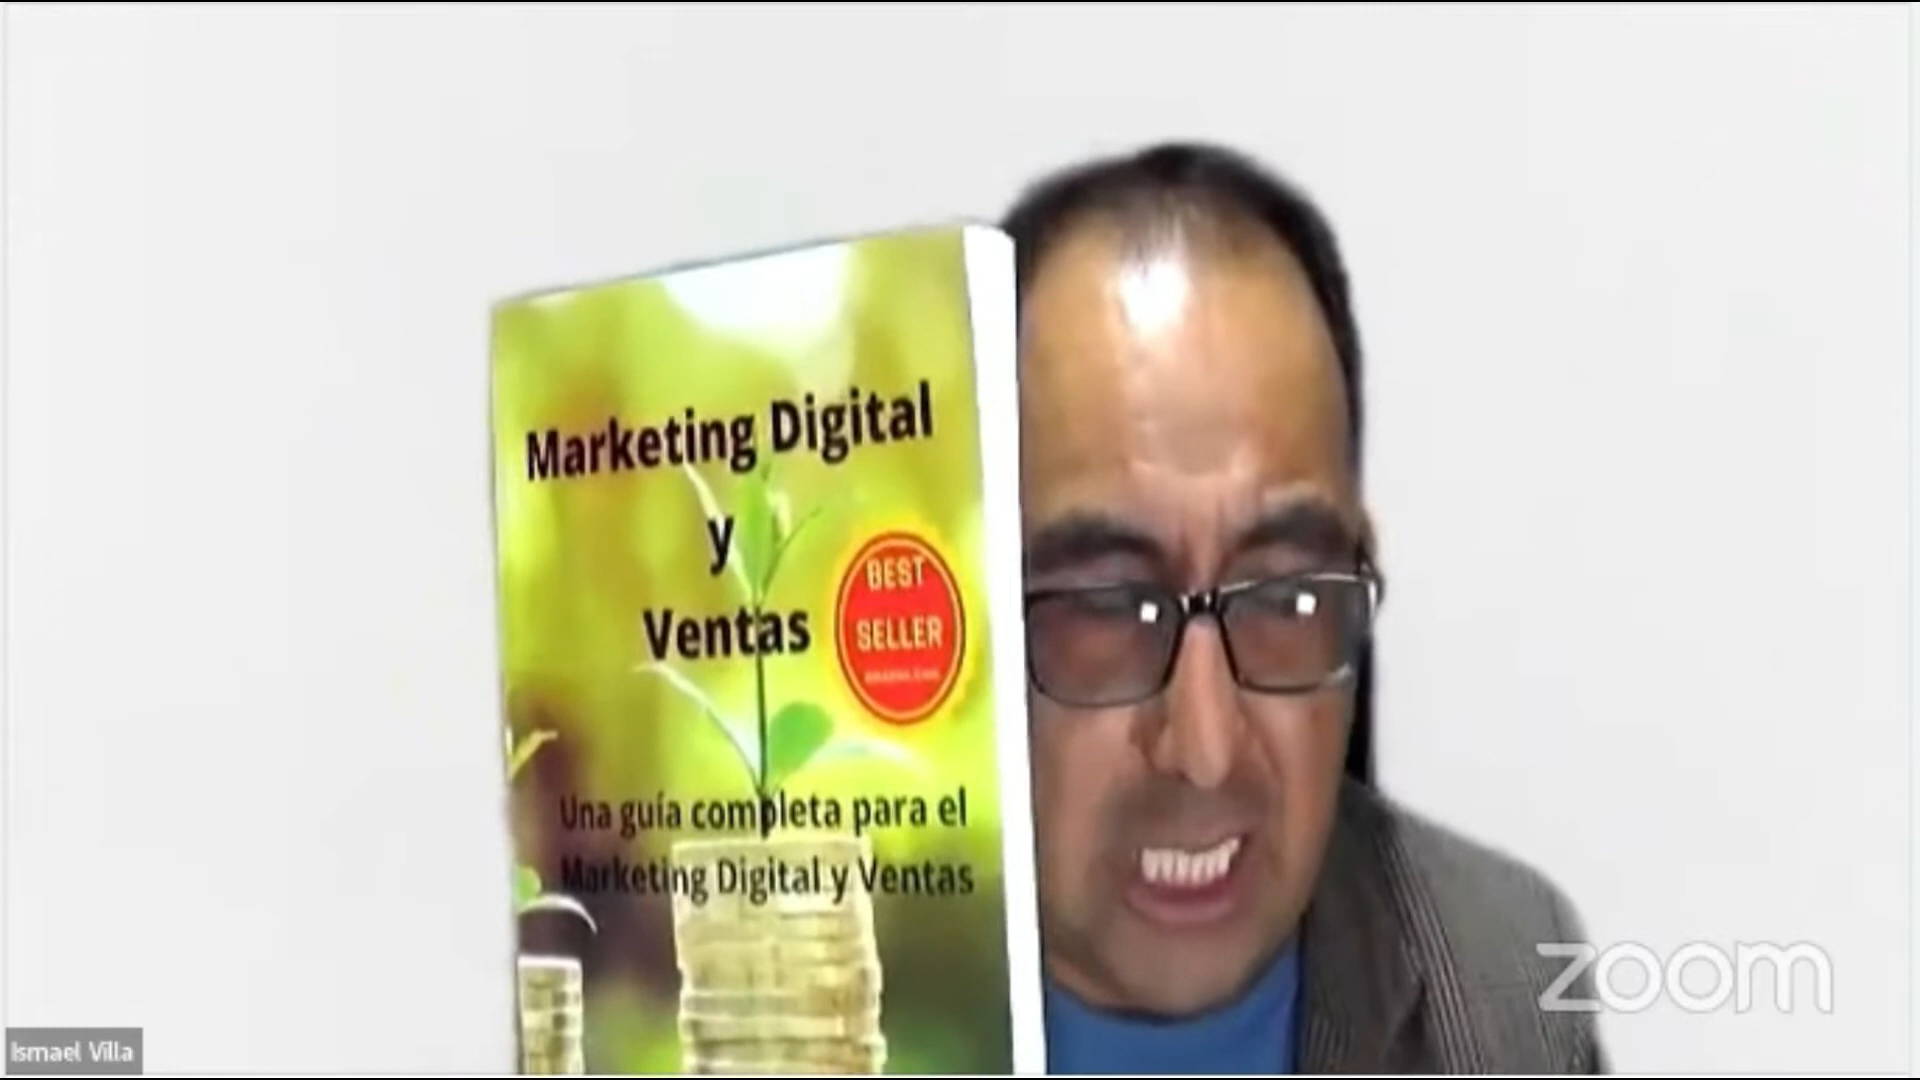 Marketing Digital
y
Ventas
BEST
SELLER
Una guía completa para el
Marketing Digital y Ventas
zoom
Ismael Villa